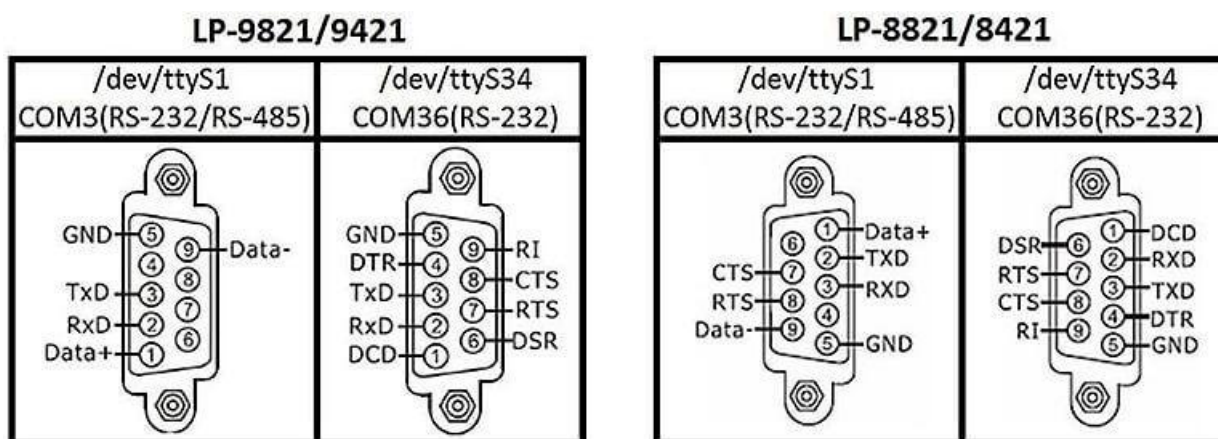 LP-9821/9421
/dev/ttyS1
COM3(RS-232/RS-485)
/dev/ttyS34
COM36(RS-232)
GND
5
9
Data-
4
8
TxD
3
7
RxD
2
6
Data+
1
GND
5
9
RI
DTR
4
8
CTS
TxD
3
7
RTS
RxD
2
6
DSR
DCD
1
LP-8821/8421
/dev/ttyS1
COM3(RS-232/RS-485)
/dev/ttyS34
COM36(RS-232)
1
Data+
6
2
TXD
CTS
7
3
RXD
RTS
8
4
Data-
9
5
GND
1
DCD
DSR
6
2
RXD
RTS
7
3
TXD
CTS
8
4
DTR
RI
9
5
GND